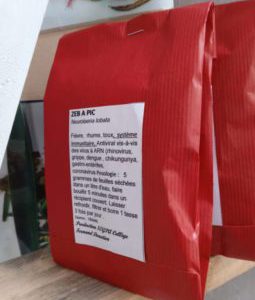 ZEB A PIC
Neurolaena lobata
Fièvre, rhume, toux, système
immunitaire, Antiviral vis-à-vis
des virus à ARN (rhinovirus,
grippe, dengue , chikungunya,
gastro-entérites,
coronavirus. Posologie : 5
grammes de feuilles séchées
dans un litre d'eau, faire
bouillir 5 minutes dans un
récipient couvert. Laisser
refroidir, filtrer et boire 1 tasse
3 fois par jour
Production